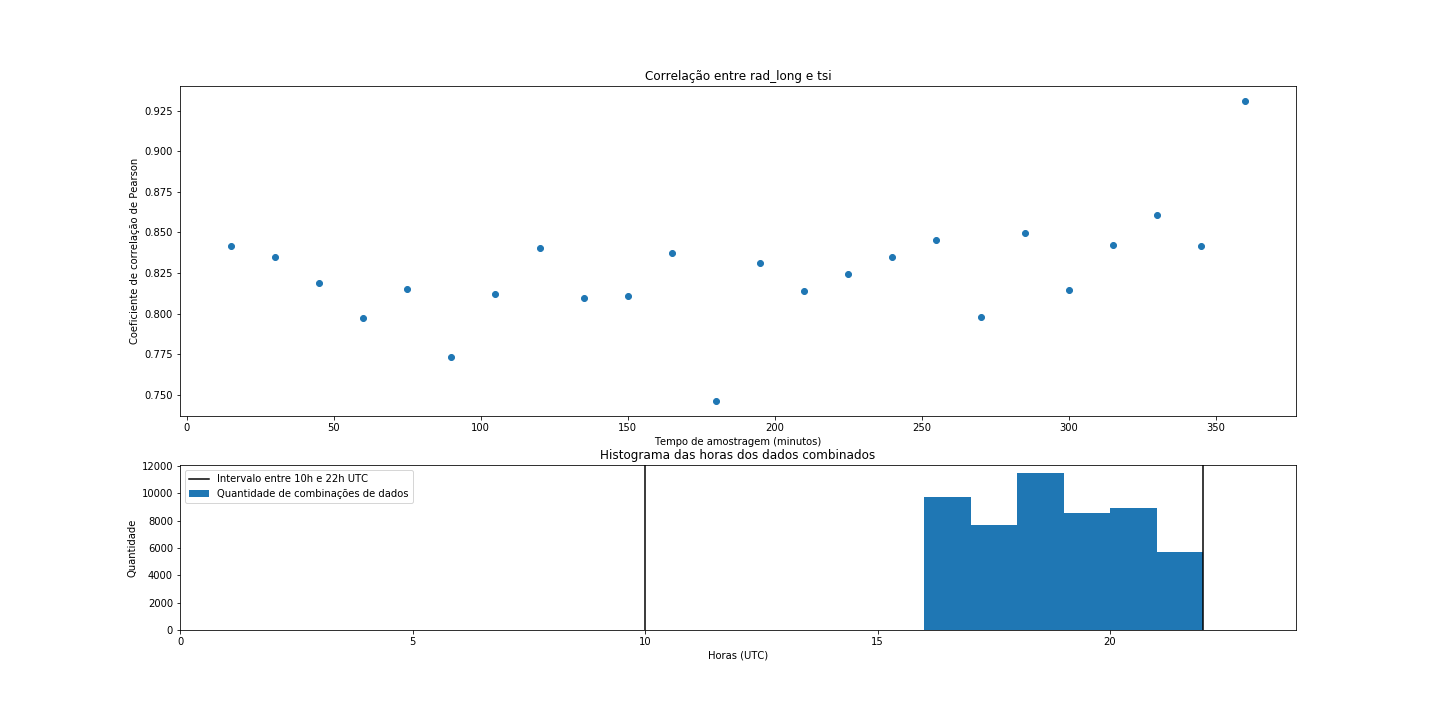 Correlação entre rad_long e tsi
Coeficiente de correlação de Pearson
0.925
0.900
0.875
0.850
0.825
0.800
0.775
0.750
0 50 100 150 200 250 300 350
Tempo de amostragem (minutos)
Histograma das horas dos dados combinados
Quantidade
12000
10000
8000
6000
4000
2000
0
Intervalo entre 10h e 22h UTC
Quantidade de combinações de dados
0 5 10 15 20
Horas (UTC)